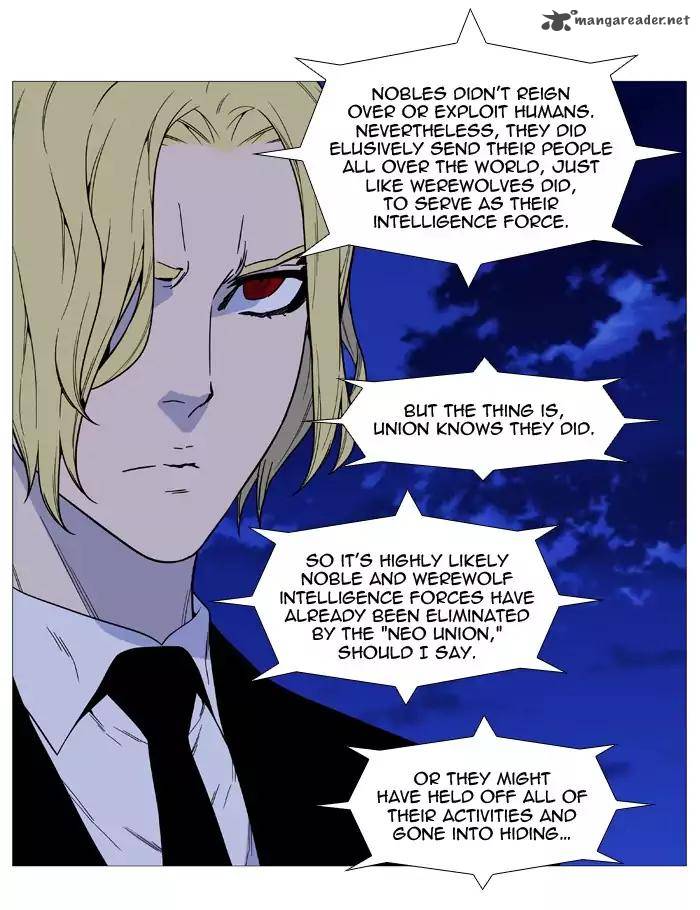 mangareader.net
NOBLES DIDN'T REIGN
OVER OR EXPLOIT HUMANS.
NEVERTHELESS, THEY DID
ELUSIVELY SEND THEIR PEOPLE
ALL OVER THE WORLD, JUST
LIKE WEREWOLVES DID,
TO SERVE AS THEIR
INTELLIGENCE FORCE.
BUT THE THING IS,
UNION KNOWS THEY DID.
SO IT'S HIGHLY LIKELY
NOBLE AND WEREWOLF
INTELLIGENCE FORCES HAVE
ALREADY BEEN ELIMINATED
BY THE "NEO UNION,"
SHOULD I SAY.
OR THEY MIGHT
HAVE HELD OFF ALL OF
THEIR ACTIVITIES AND
GONE INTO HIDING...